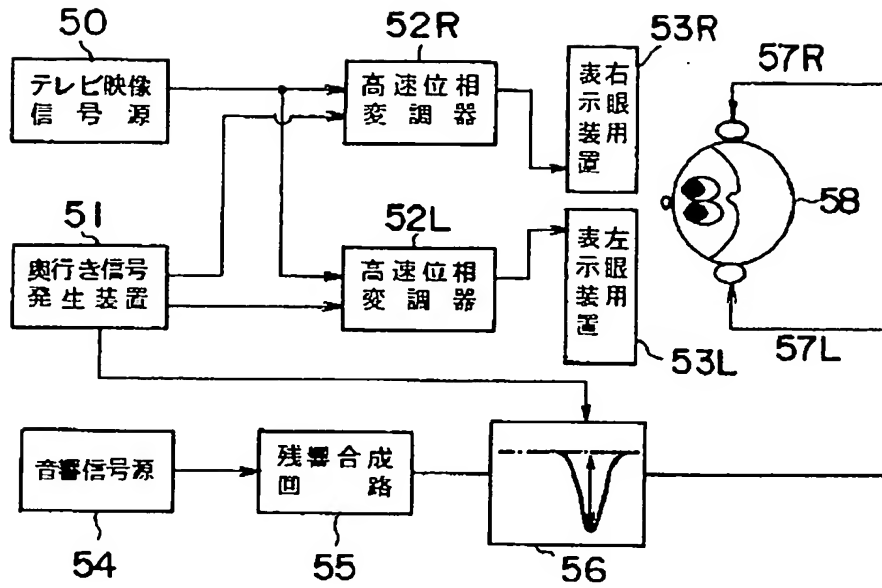 50
テレビ映像
信号源
52R
高速位相
変調器
53R
右眼用
表示装置
57R
58
51
奥行き信号
発生装置
52L
高速位相
変調器
左眼用
表示装置
53L
57L
音響信号源
54
残響合成
回路
55
56